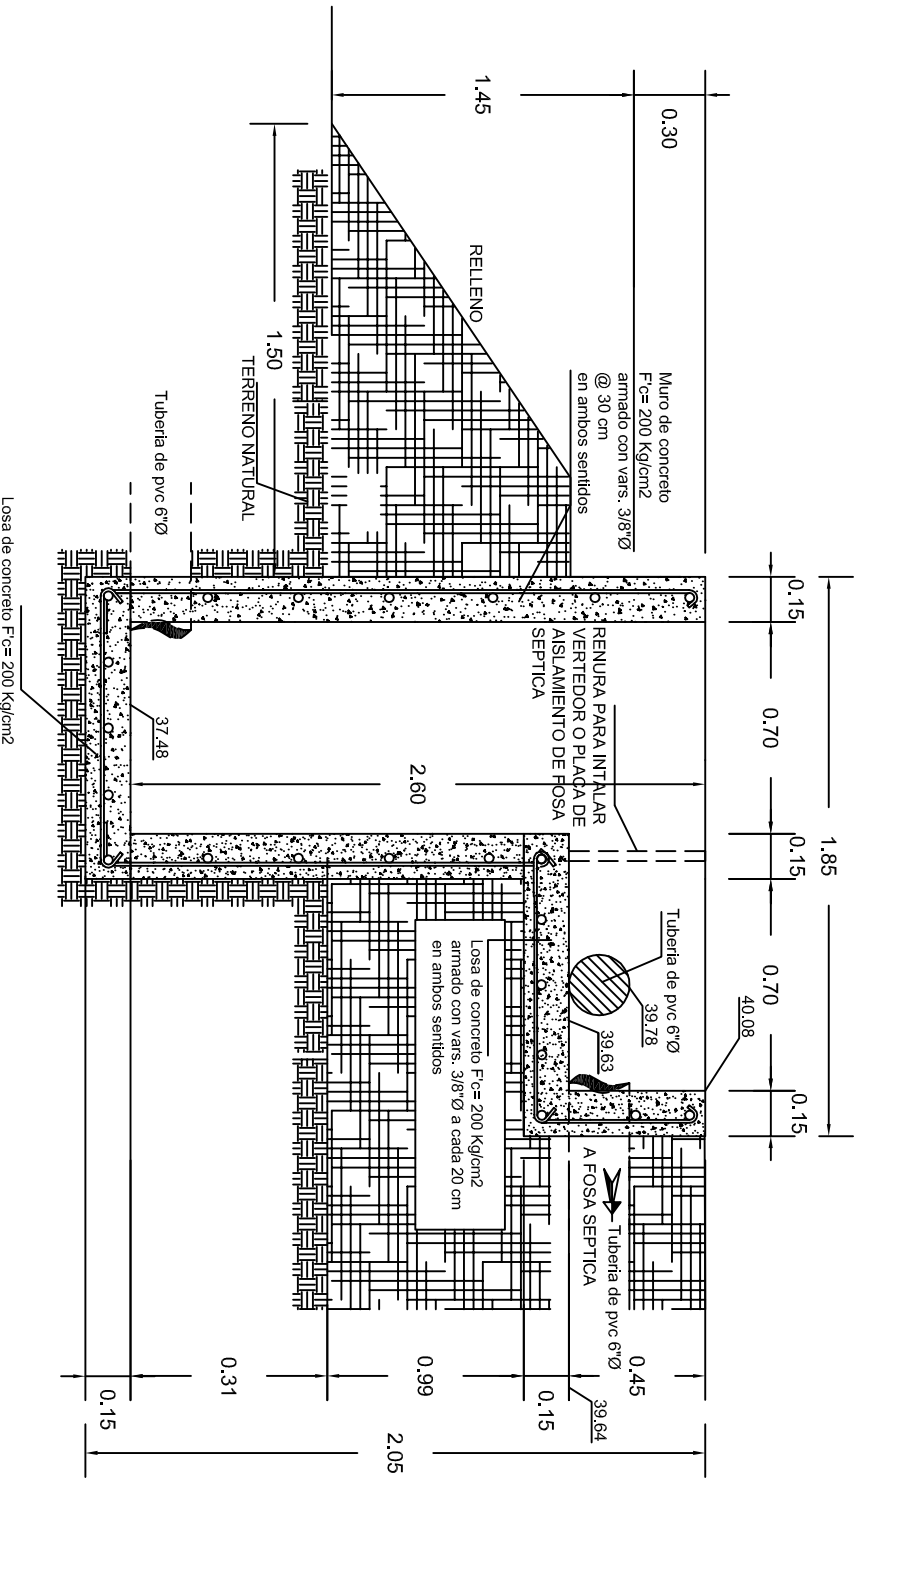 0.15
0.70
0.15
1.85
0.70
0.15
40.08
0.30
1.45
Muro de concreto
F'c= 200 Kg/cm2
armado con vars. 3/8"Ø
@ 30 cm
en ambos sentidos
RELLENO
RENURA PARA INTALAR
VERTEDOR O PLACA DE
AISLAMIENTO DE FOSA
SEPTICA
Tuberia de pvc 6"Ø
39.78
39.63
Tuberia de pvc 6"Ø
A FOSA SEPTICA
0.45
39.64
0.15
2.60
Losa de concreto F'c= 200 Kg/cm2
armado con vars. 3/8"Ø a cada 20 cm
en ambos sentidos
0.99
2.05
1.50
TERRENO NATURAL
0.31
Tuberia de pvc 6"Ø
37.48
0.15
Losa de concreto F'c= 200 Kg/cm2